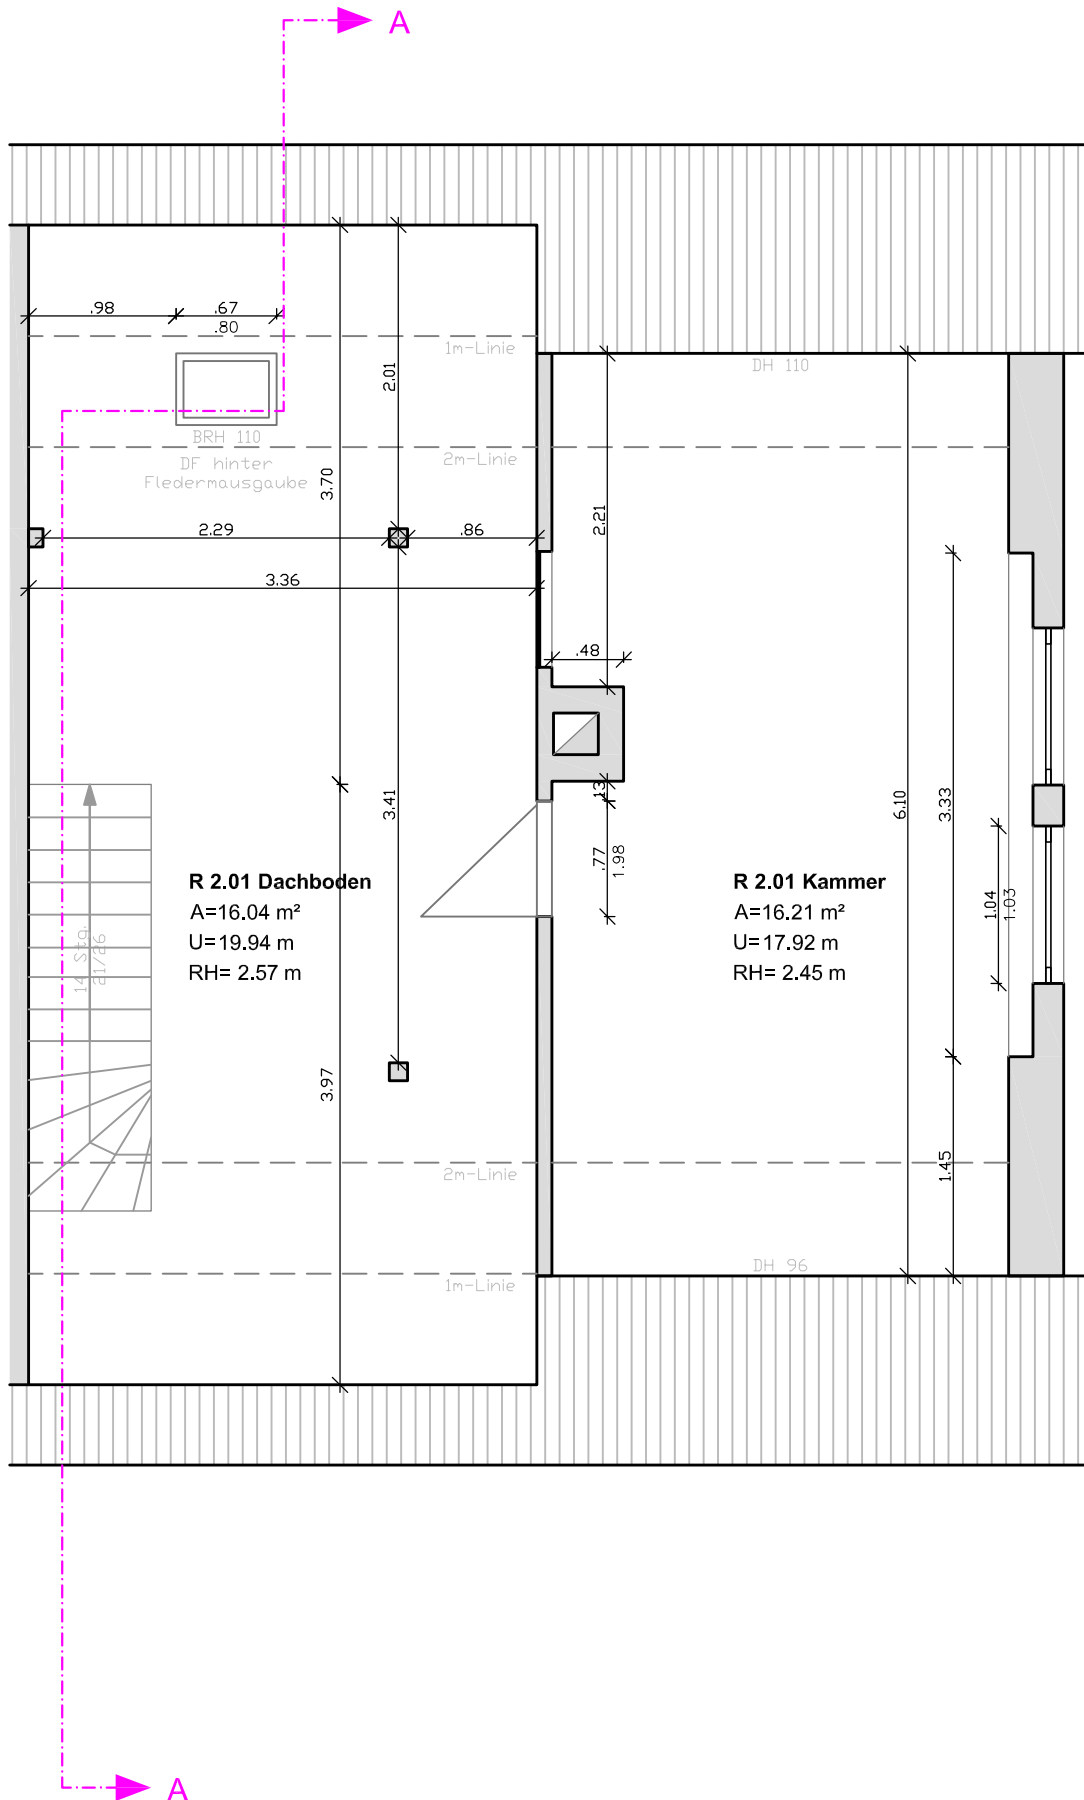 A
.98
.67
.80
1m-Linie
DH 110
2.01
BRH 110
2m-Linie
DF hinter
Fledermausgaube
3.70
2.21
2.29
.86
3.36
.48
.13
3.41
6.10
3.33
.77
1.98
R 2.01 Dachboden
A=16.04 m²
U=19.94 m
RH= 2.57 m
R 2.01 Kammer
A=16.21 m²
U=17.92 m
RH= 2.45 m
1.04
1.03
14 Stg.
21/26
3.97
2m-Linie
1.45
1m-Linie
DH 96
A